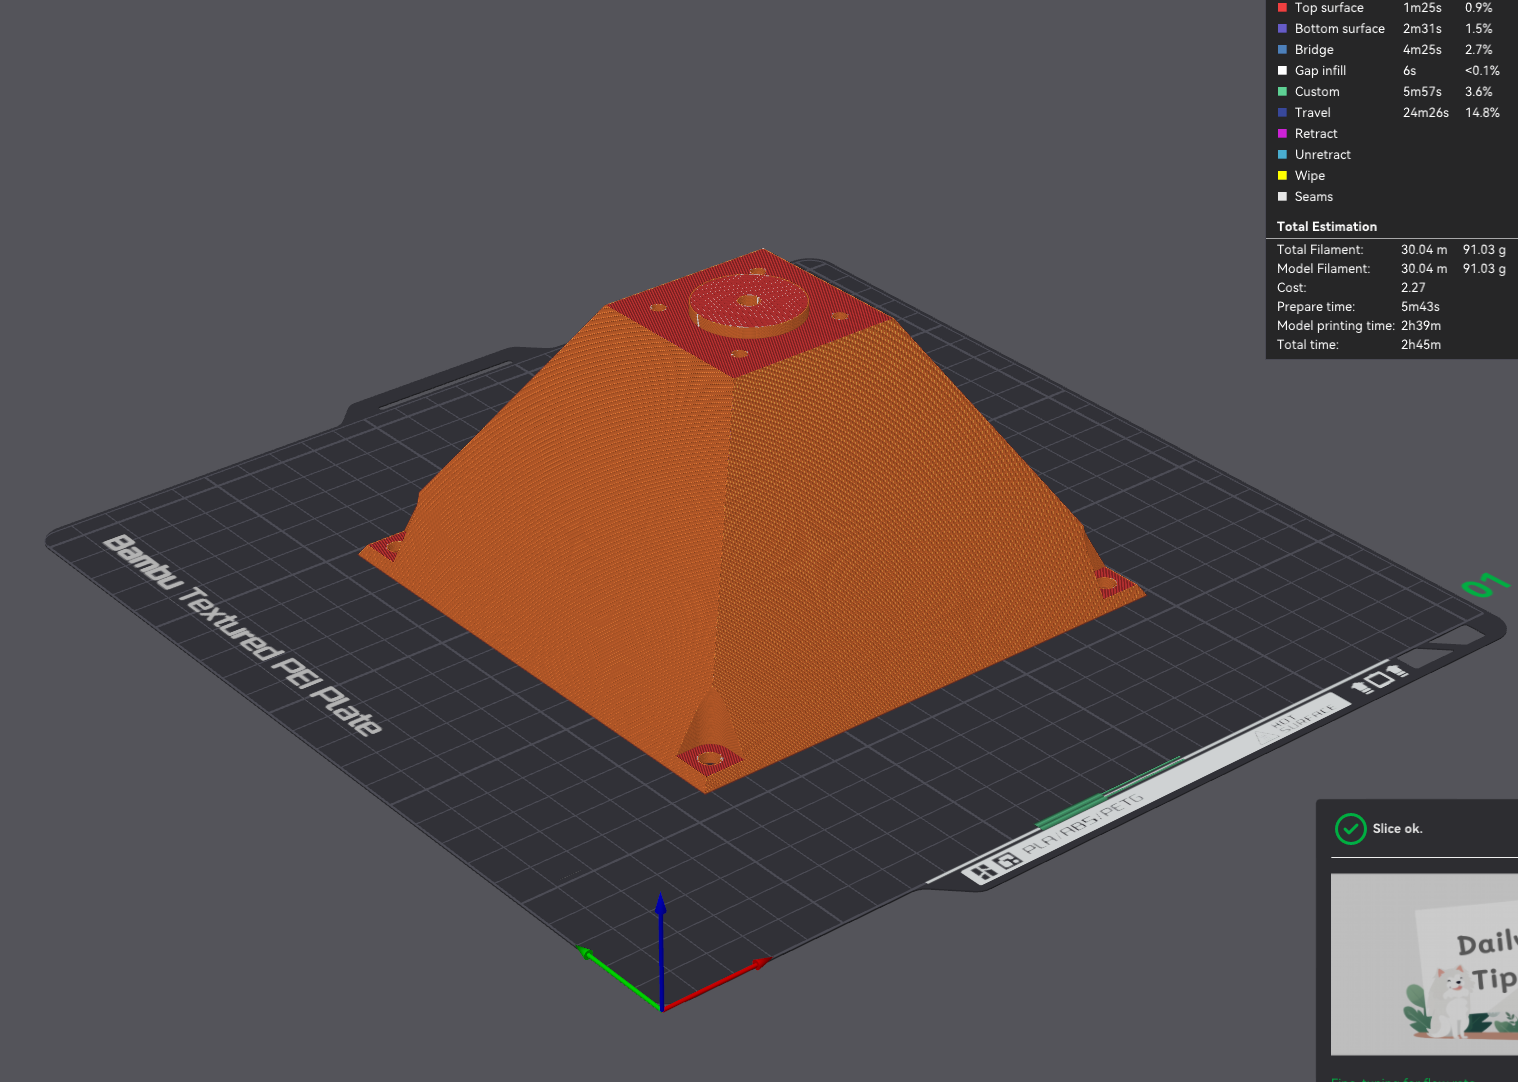 Top surface 1m25s 0.9%
Bottom surface 2m31s 1.5%
Bridge 4m25s 2.7%
Gap infill 6s <0.1%
Custom 5m57s 3.6%
Travel 24m26s 14.8%
Retract
Unretract
Wipe
Seams
Total Estimation
Total Filament: 30.04 m 91.03 g
Model Filament: 30.04 m 91.03 g
Cost: 2.27
Prepare time: 5m43s
Model printing time: 2h39m
Total time: 2h45m
Bambu Textured PEI Plate
01
HOT
SURFACE
PLA/ABS/PETG
Slice ok.
Daily
Tip